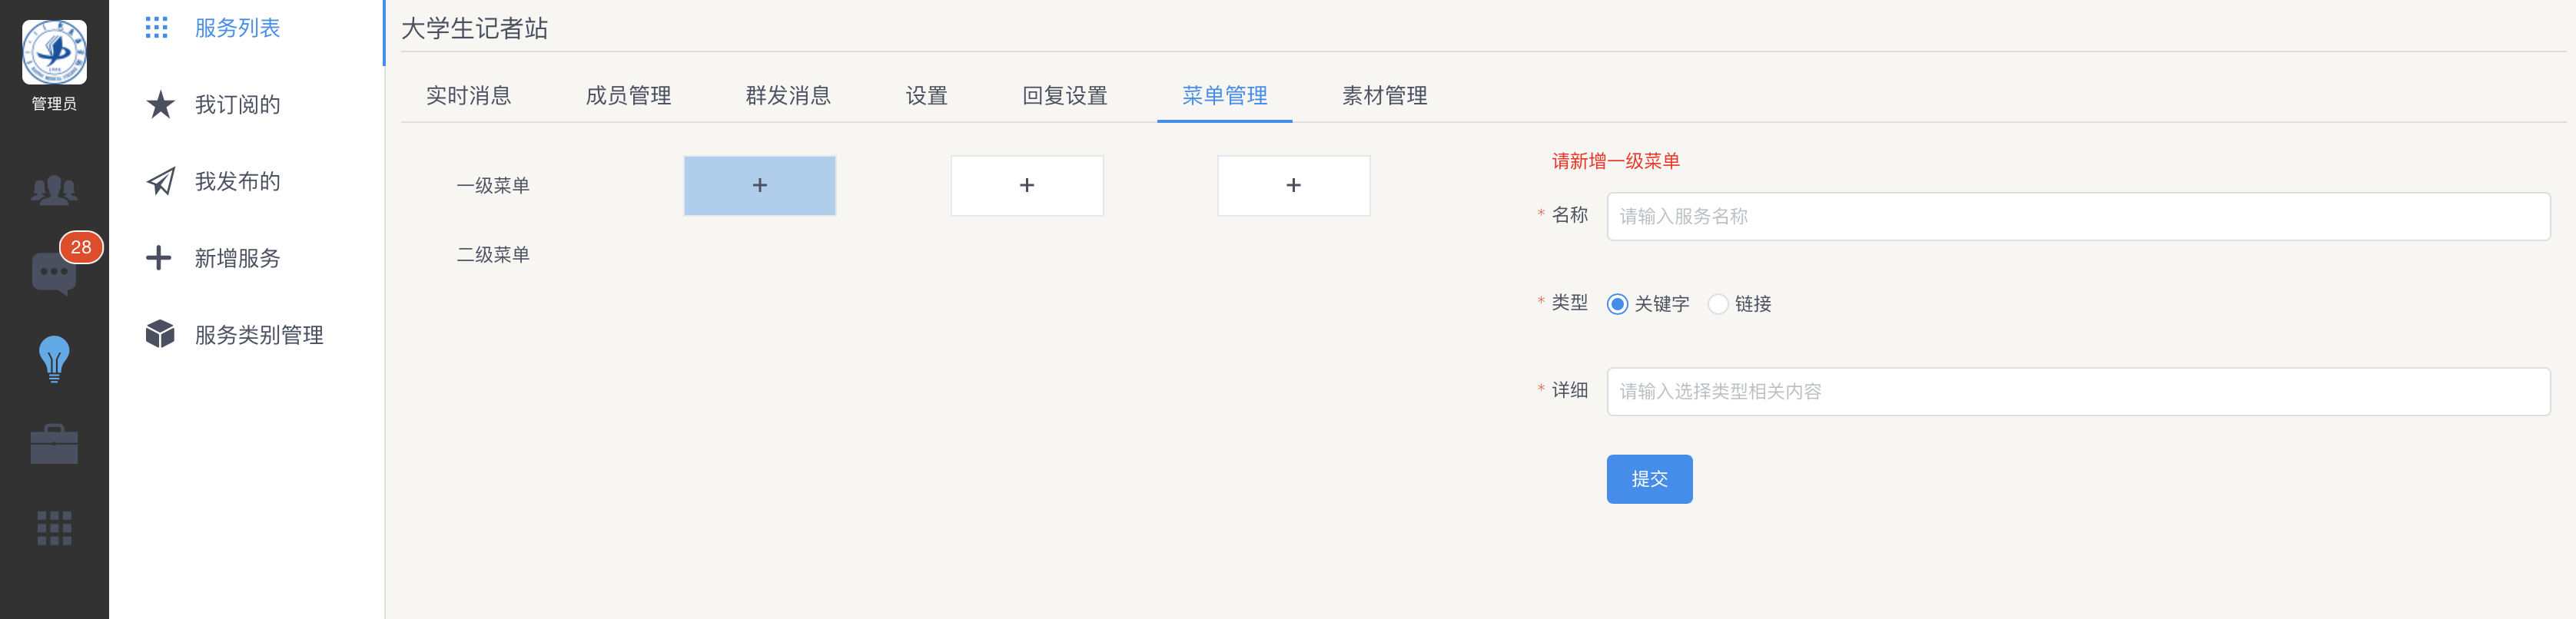 管理员
28
服务列表
我订阅的
我发布的
新增服务
服务类别管理
大学生记者站
实时消息 成员管理 群发消息 设置 回复设置 菜单管理 素材管理
一级菜单 + + +
二级菜单
请新增一级菜单
* 名称 请输入服务名称
* 类型 关键字 链接
* 详细 请输入选择类型相关内容
提交